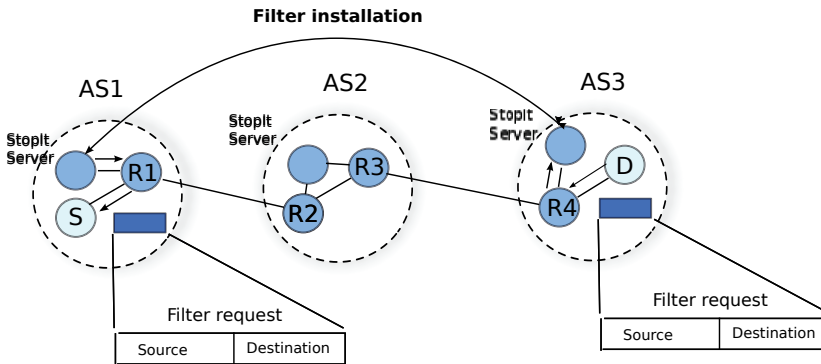 Filter installation
AS1
AS2
AS3
StopIt
Server
StopIt
Server
StopIt
Server
R1
S
R2
R3
D
R4
Filter request
Source
Destination
Filter request
Source
Destination